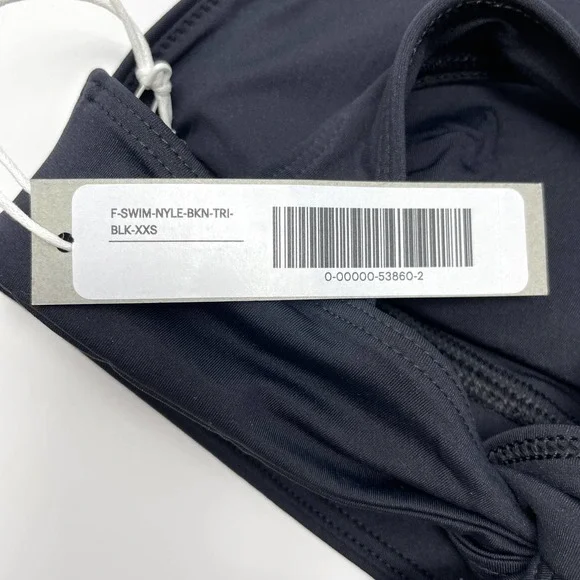 F-SWIM-NYLE-BKN-TRI-
BLK-XXS
0-00000-53860-2